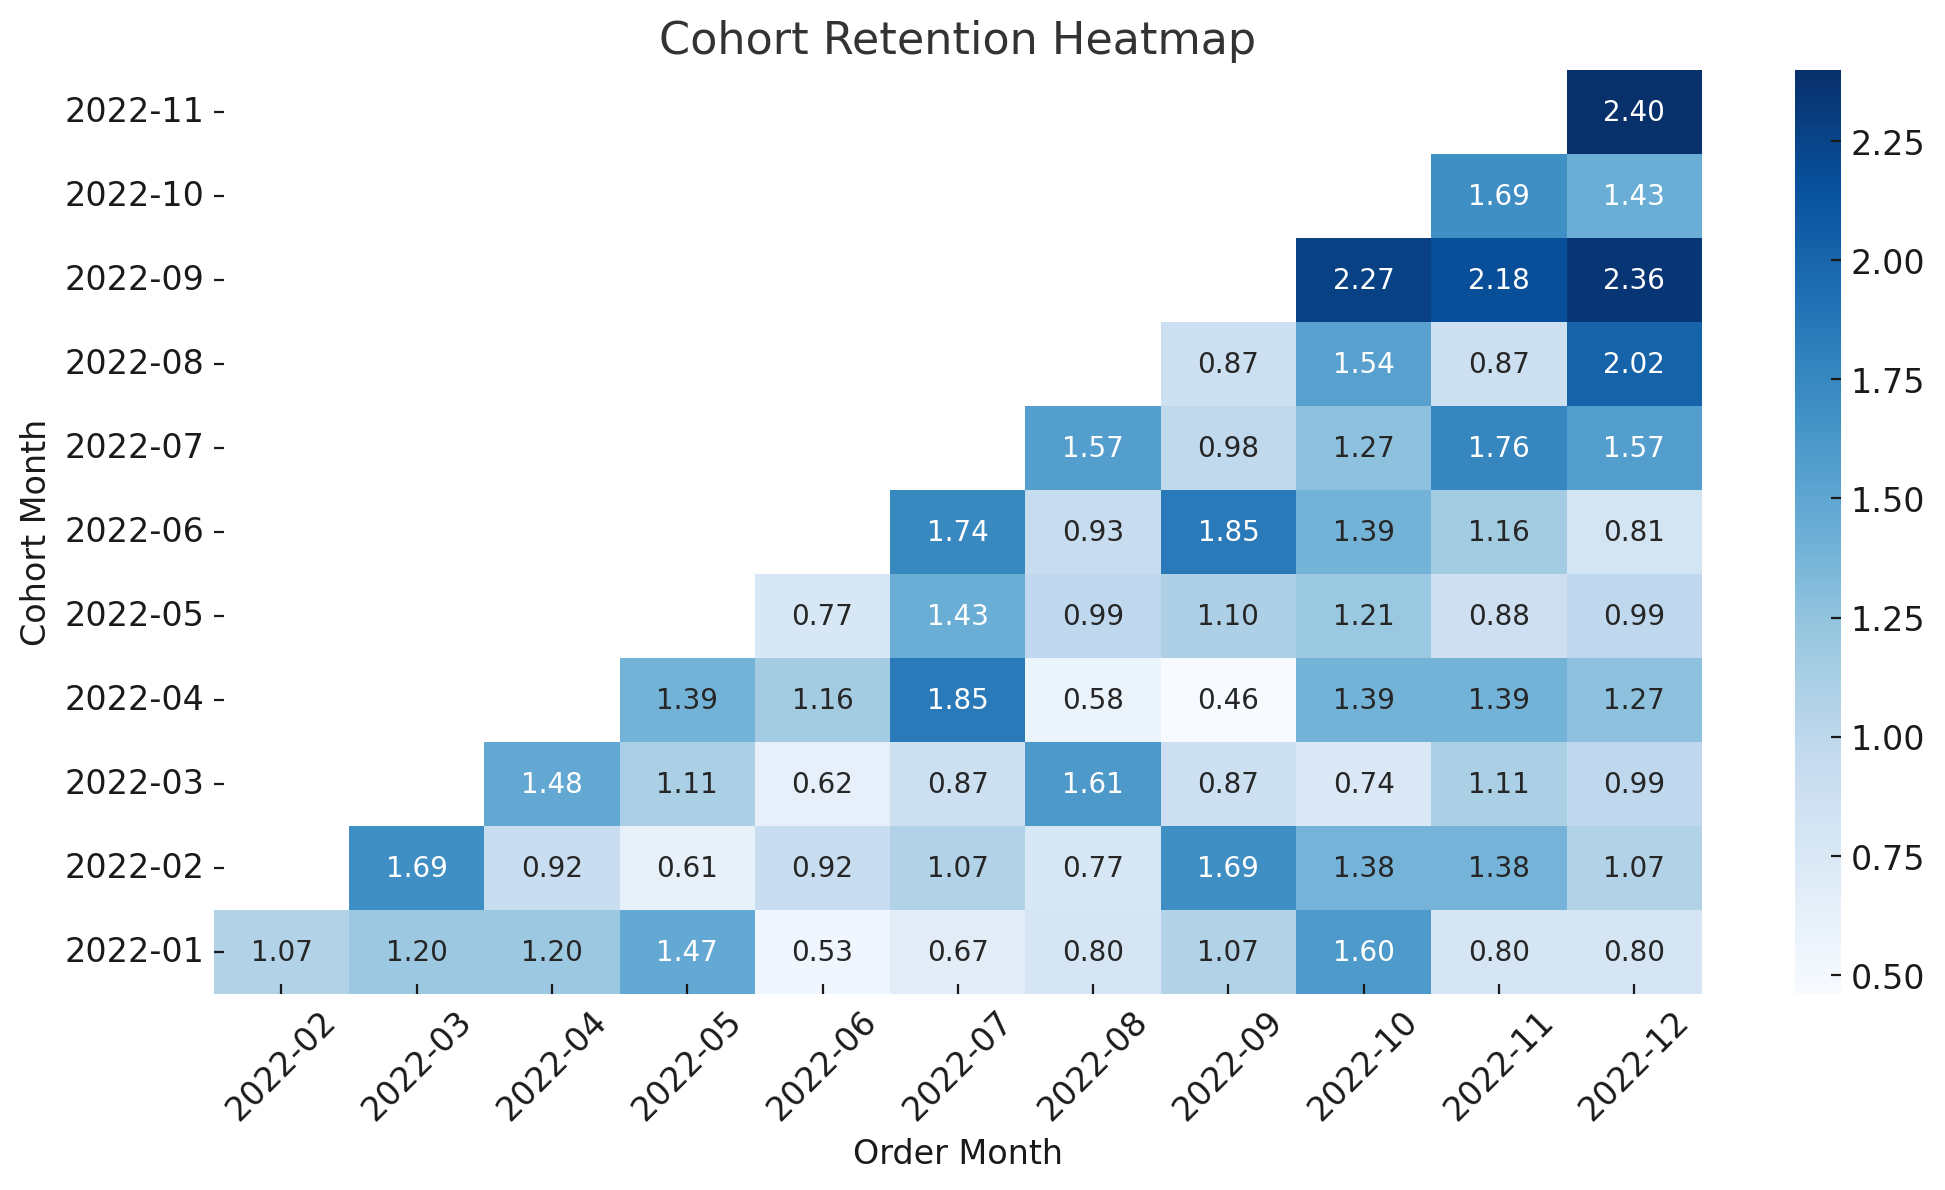 Cohort Retention Heatmap
2022-11 2.40
2022-10 1.69 1.43
2022-09 2.27 2.18 2.36
2022-08 0.87 1.54 0.87 2.02
2022-07 1.57 0.98 1.27 1.76 1.57
2022-06 1.74 0.93 1.85 1.39 1.16 0.81
2022-05 0.77 1.43 0.99 1.10 1.21 0.88 0.99
2022-04 1.39 1.16 1.85 0.58 0.46 1.39 1.39 1.27
2022-03 1.48 1.11 0.62 0.87 1.61 0.87 0.74 1.11 0.99
2022-02 1.69 0.92 0.61 0.92 1.07 0.77 1.69 1.38 1.38 1.07
2022-01 1.07 1.20 1.20 1.47 0.53 0.67 0.80 1.07 1.60 0.80 0.80
Cohort Month
2022-02 2022-03 2022-04 2022-05 2022-06 2022-07 2022-08 2022-09 2022-10 2022-11 2022-12
Order Month
2.25
2.00
1.75
1.50
1.25
1.00
0.75
0.50